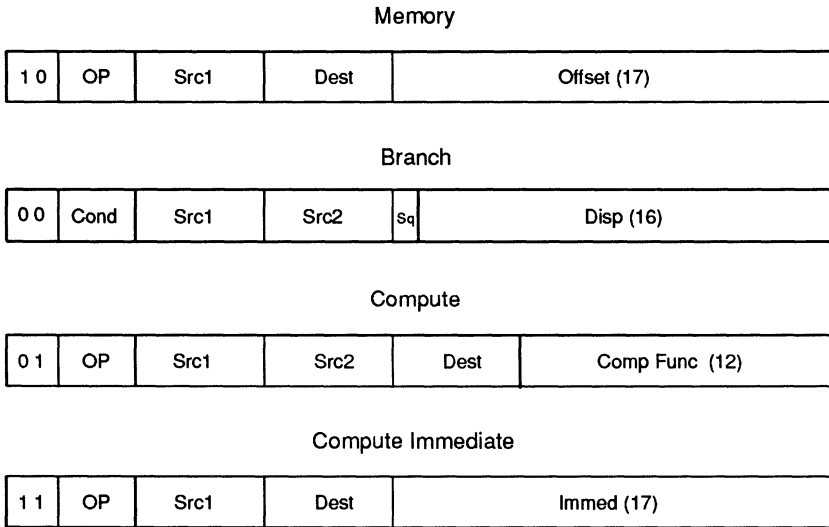 Memory
1 0 OP Src1 Dest Offset (17)
Branch
0 0 Cond Src1 Src2 Sq Disp (16)
Compute
0 1 OP Src1 Src2 Dest Comp Func (12)
Compute Immediate
1 1 OP Src1 Dest Immed (17)